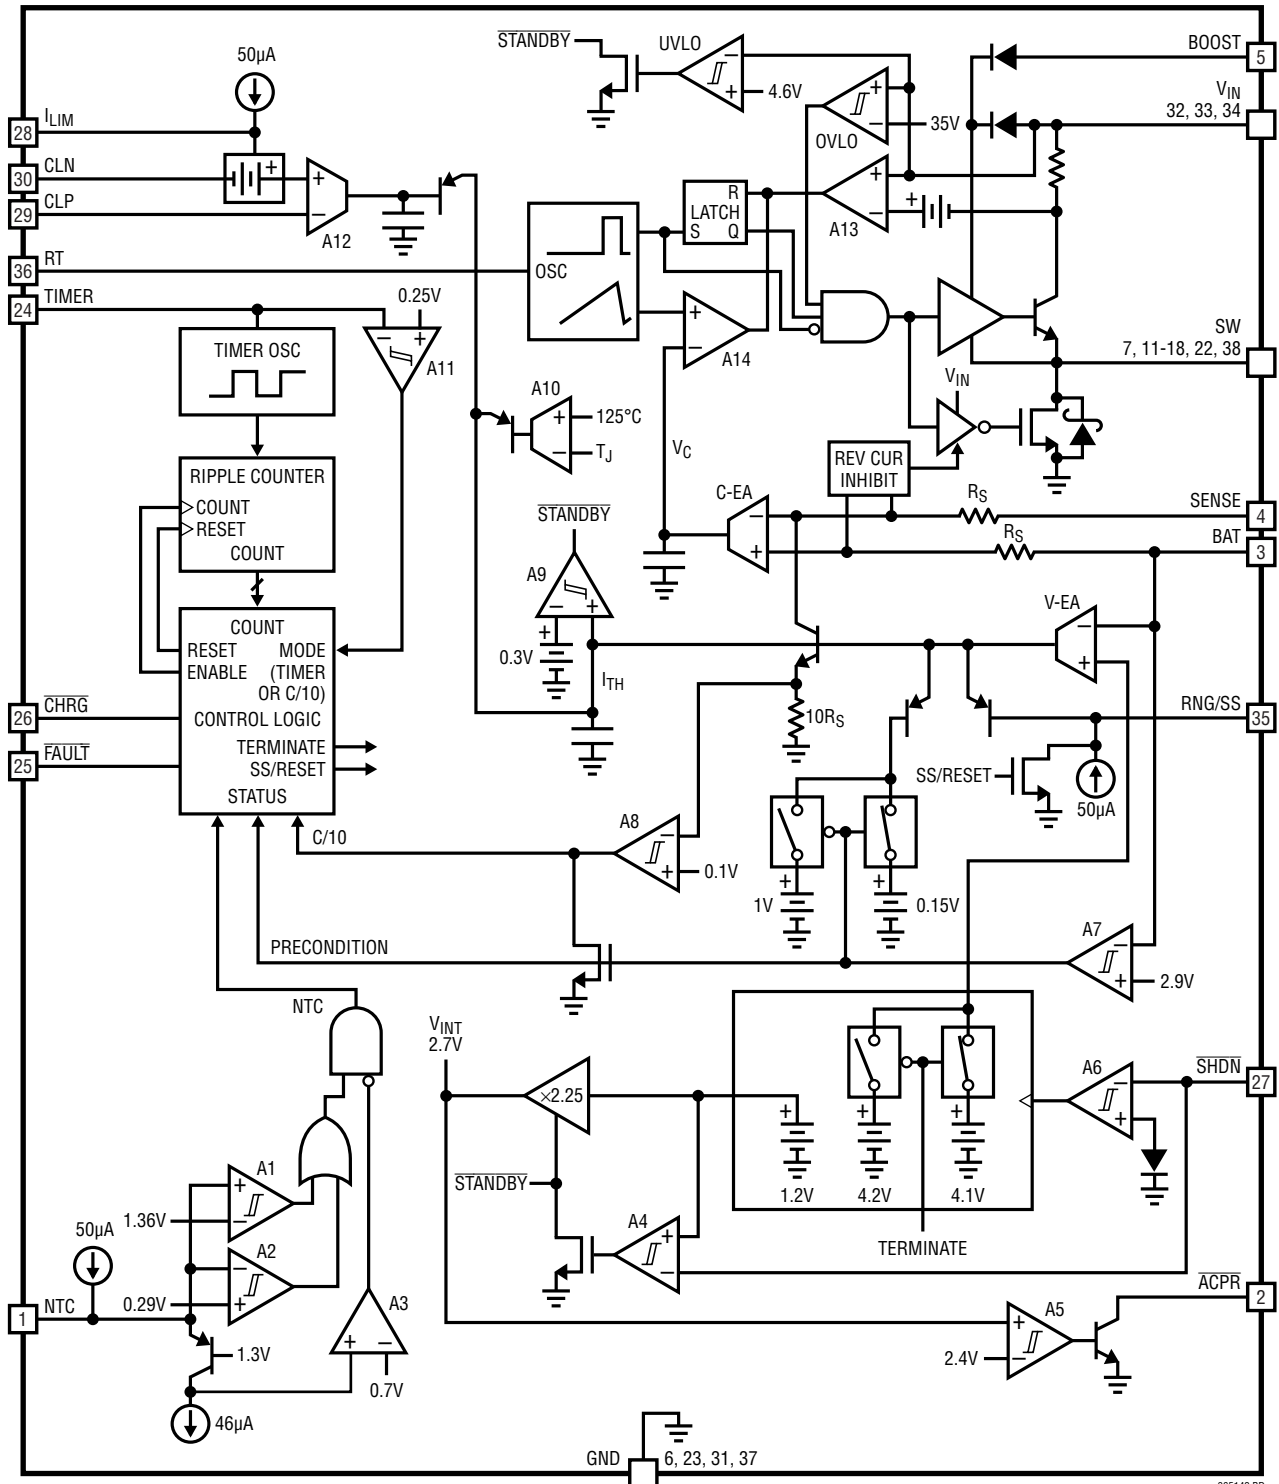 STANDBY
UVLO
BOOST
5
50µA
4.6V
VIN
32, 33, 34
ILIM
28
35V
OVLO
CLN
30
CLP
29
+
A12
R
LATCH
S Q
A13
RT
36
OSC
TIMER
24
0.25V
A11
TIMER OSC
A14
SW
7, 11-18, 22, 38
A10
125°C
TJ
VC
VIN
REV CUR
INHIBIT
RIPPLE COUNTER
COUNT
RESET
COUNT
C-EA
RS
SENSE
4
STANDBY
RS
BAT
3
A9
V-EA
COUNT
RESET
ENABLE
MODE
(TIMER
OR C/10)
0.3V
ITH
CHRG
26
CONTROL LOGIC
10RS
RNG/SS
35
TERMINATE
SS/RESET
FAULT
25
STATUS
SS/RESET
50µA
C/10
A8
0.1V
1V
0.15V
PRECONDITION
A7
2.9V
NTC
VINT
2.7V
×2.25
A6
SHDN
27
STANDBY
1.2V
4.2V
4.1V
A1
1.36V
A4
TERMINATE
50µA
A2
NTC
1
0.29V
A3
ACPR
2
A5
1.3V
2.4V
0.7V
46µA
GND
6, 23, 31, 37